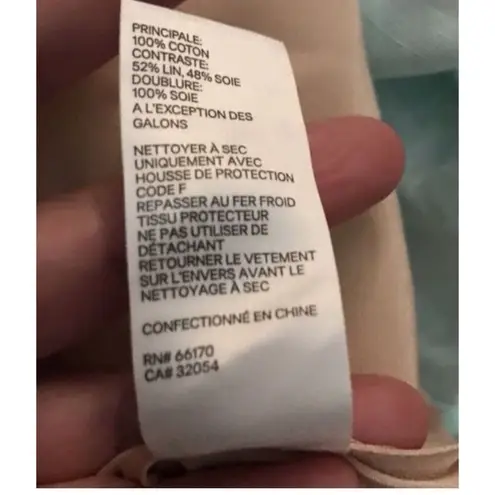 PRINCIPALE:
100% COTON
CONTRASTE:
52% LIN, 48% SOIE
DOUBLURE:
100% SOIE
A L'EXCEPTION DES
GALONS
NETTOYER À SEC
UNIQUEMENT AVEC
HOUSSE DE PROTECTION
CODE F
REPASSER AU FER FROID
TISSU PROTECTEUR
NE PAS UTILISER DE
DÉTACHANT
RETOURNER LE VETEMENT
SUR L'ENVERS AVANT LE
NETTOYAGE À SEC
CONFECTIONNÉ EN CHINE
RN# 66170
CA# 32054